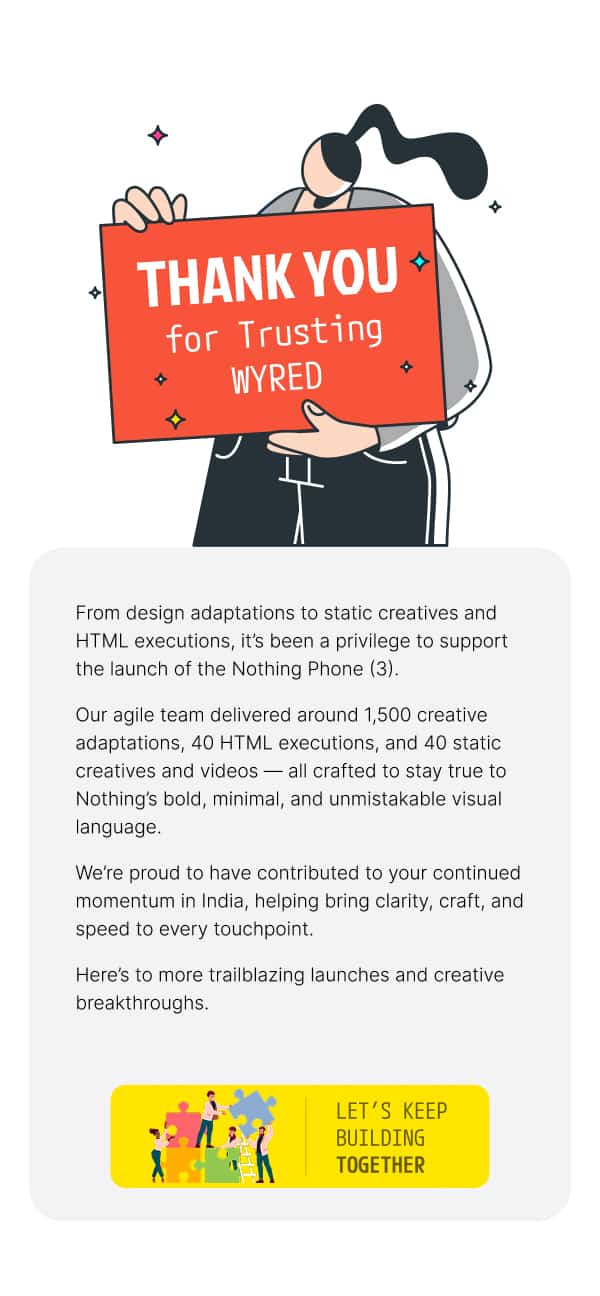 THANK YOU
for Trusting
WYRED
From design adaptations to static creatives and
HTML executions, it’s been a privilege to support
the launch of the Nothing Phone (3).
Our agile team delivered around 1,500 creative
adaptations, 40 HTML executions, and 40 static
creatives and videos — all crafted to stay true to
Nothing’s bold, minimal, and unmistakable visual
language.
We’re proud to have contributed to your continued
momentum in India, helping bring clarity, craft, and
speed to every touchpoint.
Here’s to more trailblazing launches and creative
breakthroughs.
LET’S KEEP
BUILDING
TOGETHER